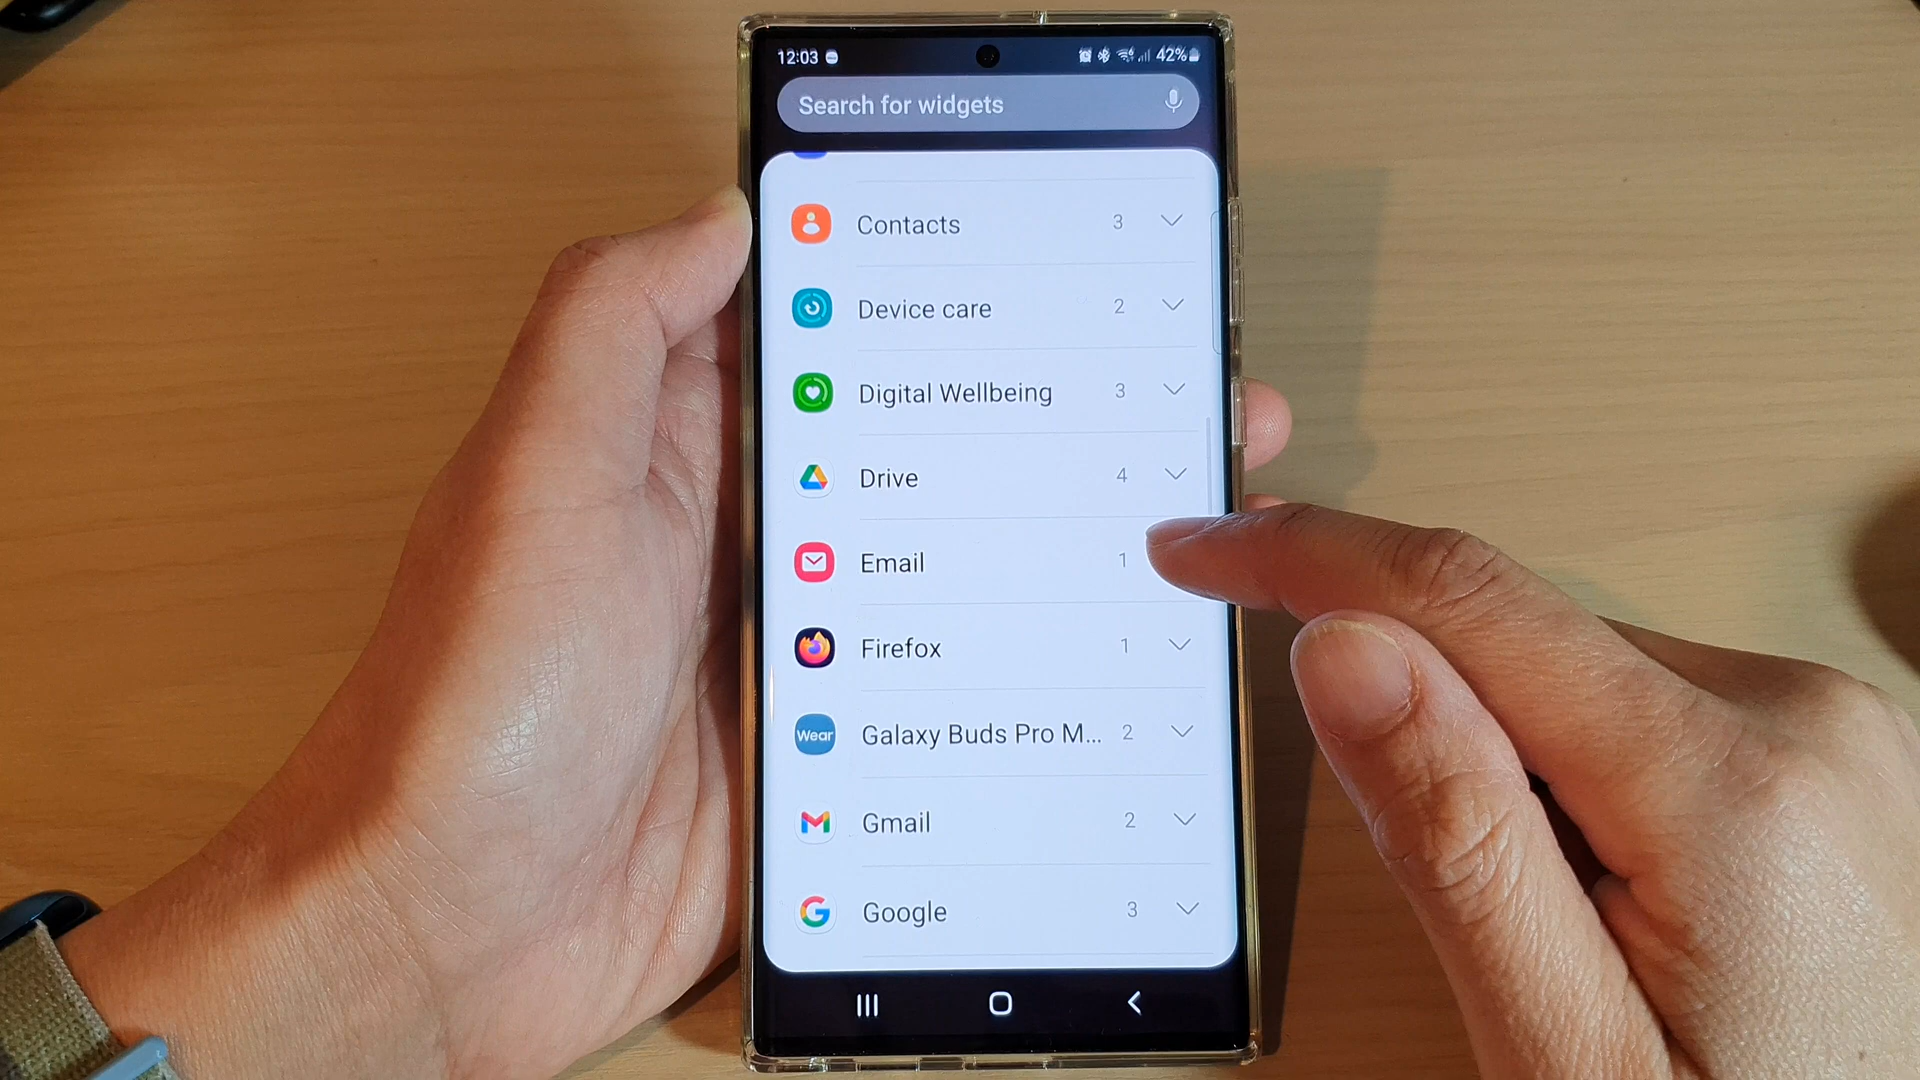 12:03
42%
Search for widgets
Contacts 3
Device care 2
Digital Wellbeing 3
Drive 4
Email 1
Firefox 1
Wear Galaxy Buds Pro M... 2
Gmail 2
Google 3